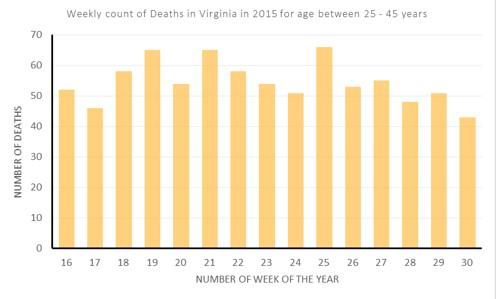 Weekly count of Deaths in Virginia in 2015 for age between 25 - 45 years
70
60
50
40
30
20
10
0
NUMBER OF DEATHS
16 17 18 19 20 21 22 23 24 25 26 27 28 29 30
NUMBER OF WEEK OF THE YEAR